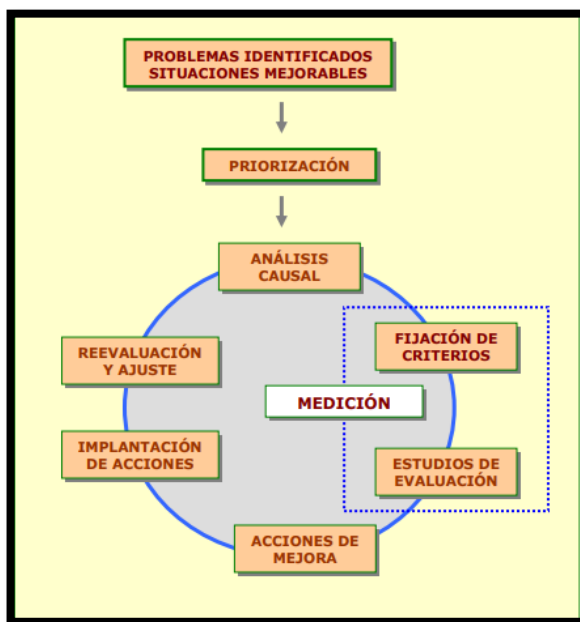 PROBLEMAS IDENTIFICADOS
SITUACIONES MEJORABLES
PRIORIZACIÓN
ANÁLISIS
CAUSAL
FIJACIÓN DE
CRITERIOS
MEDICIÓN
ESTUDIOS DE
EVALUACIÓN
ACCIONES DE
MEJORA
IMPLANTACIÓN
DE ACCIONES
REEVALUACIÓN
Y AJUSTE